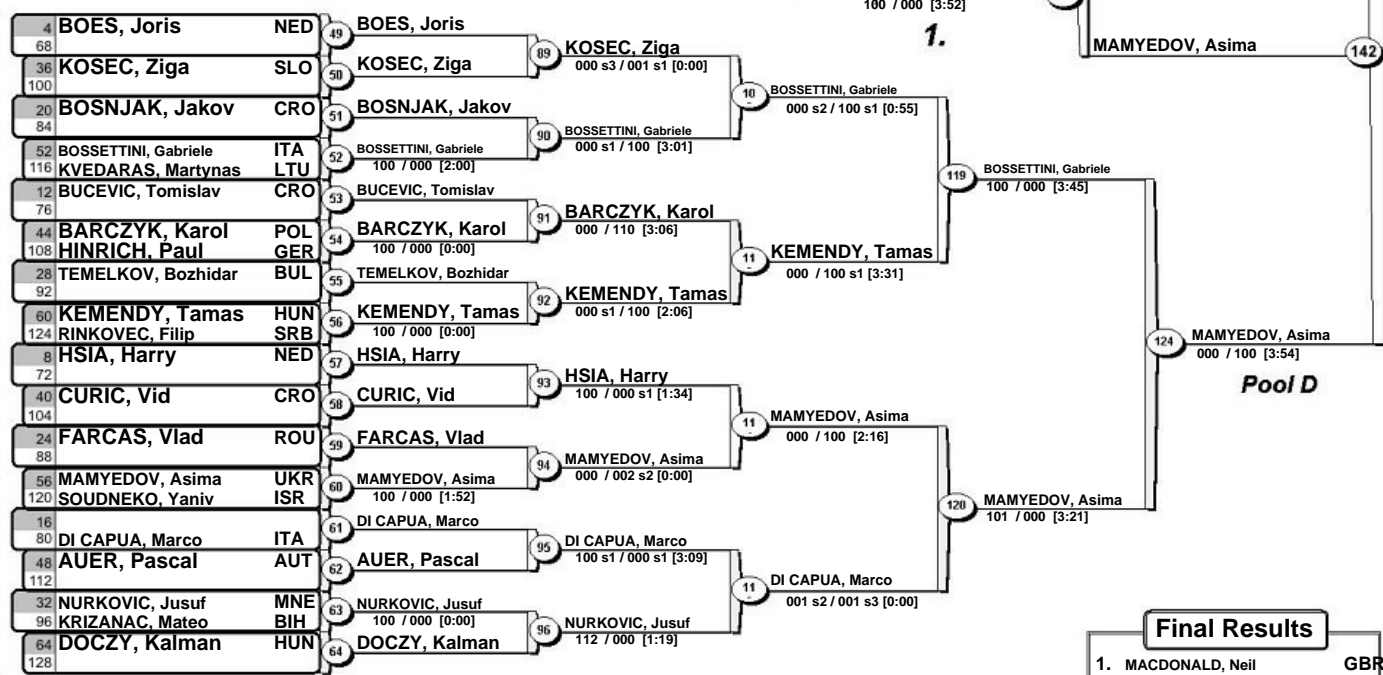 100 / 000 [3:52]
1.
MAMYEDOV, Asima
142
4 BOES, Joris NED
68
49
BOES, Joris
36 KOSEC, Ziga SLO
100
50
KOSEC, Ziga
89
KOSEC, Ziga
000 s3 / 001 s1 [0:00]
20 BOSNJAK, Jakov CRO
84
51
BOSNJAK, Jakov
52 BOSSETTINI, Gabriele ITA
116 KVEDARAS, Martynas LTU
52
BOSSETTINI, Gabriele
100 / 000 [2:00]
90
BOSSETTINI, Gabriele
000 s1 / 100 [3:01]
10
BOSSETTINI, Gabriele
000 s2 / 100 s1 [0:55]
12 BUCEVIC, Tomislav CRO
76
53
BUCEVIC, Tomislav
44 BARCZYK, Karol POL
108 HINRICH, Paul GER
54
BARCZYK, Karol
100 / 000 [0:00]
91
BARCZYK, Karol
000 / 110 [3:06]
28 TEMELKOV, Bozhidar BUL
92
55
TEMELKOV, Bozhidar
60 KEMENDY, Tamas HUN
124 RINKOVEC, Filip SRB
56
KEMENDY, Tamas
100 / 000 [0:00]
92
KEMENDY, Tamas
000 s1 / 100 [2:06]
11
KEMENDY, Tamas
000 / 100 s1 [3:31]
119
BOSSETTINI, Gabriele
100 / 000 [3:45]
8 HSIA, Harry NED
72
57
HSIA, Harry
40 CURIC, Vid CRO
104
58
CURIC, Vid
93
HSIA, Harry
100 / 000 s1 [1:34]
24 FARCAS, Vlad ROU
88
59
FARCAS, Vlad
56 MAMYEDOV, Asima UKR
120 SOUDNEKO, Yaniv ISR
60
MAMYEDOV, Asima
100 / 000 [1:52]
94
MAMYEDOV, Asima
000 / 002 s2 [0:00]
11
MAMYEDOV, Asima
000 / 100 [2:16]
16
80 DI CAPUA, Marco ITA
61
DI CAPUA, Marco
48 AUER, Pascal AUT
112
62
AUER, Pascal
95
DI CAPUA, Marco
100 s1 / 000 s1 [3:09]
32 NURKOVIC, Jusuf MNE
96 KRIZANAC, Mateo BIH
63
NURKOVIC, Jusuf
100 / 000 [0:00]
64 DOCZY, Kalman HUN
128
64
DOCZY, Kalman
96
NURKOVIC, Jusuf
112 / 000 [1:19]
11
DI CAPUA, Marco
001 s2 / 001 s3 [0:00]
120
MAMYEDOV, Asima
101 / 000 [3:21]
124
MAMYEDOV, Asima
000 / 100 [3:54]
Pool D
Final Results
1. MACDONALD, Neil GBR